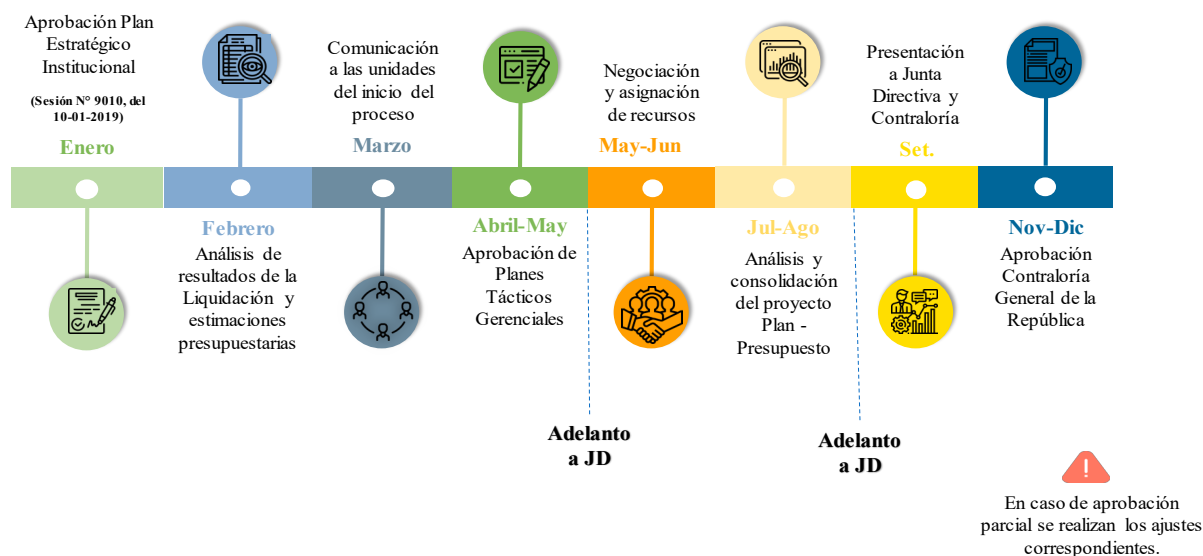 Aprobación Plan
Estratégico
Institucional
(Sesión N° 9010, del
10-01-2019)
Enero
Febrero
Análisis de
resultados de la
Liquidación y
estimaciones
presupuestarias
Comunicación
a las unidades
del inicio del
proceso
Marzo
Abril-May
Aprobación de
Planes
Tácticos
Gerenciales
Negociación
y asignación
de recursos
May-Jun
Jul-Ago
Análisis y
consolidación
del proyecto
Plan -
Presupuesto
Presentación
a Junta
Directiva y
Contraloría
Set.
Nov-Dic
Aprobación
Contraloría
General de la
República
Adelanto
a JD
Adelanto
a JD
En caso de aprobación
parcial se realizan los ajustes
correspondientes.